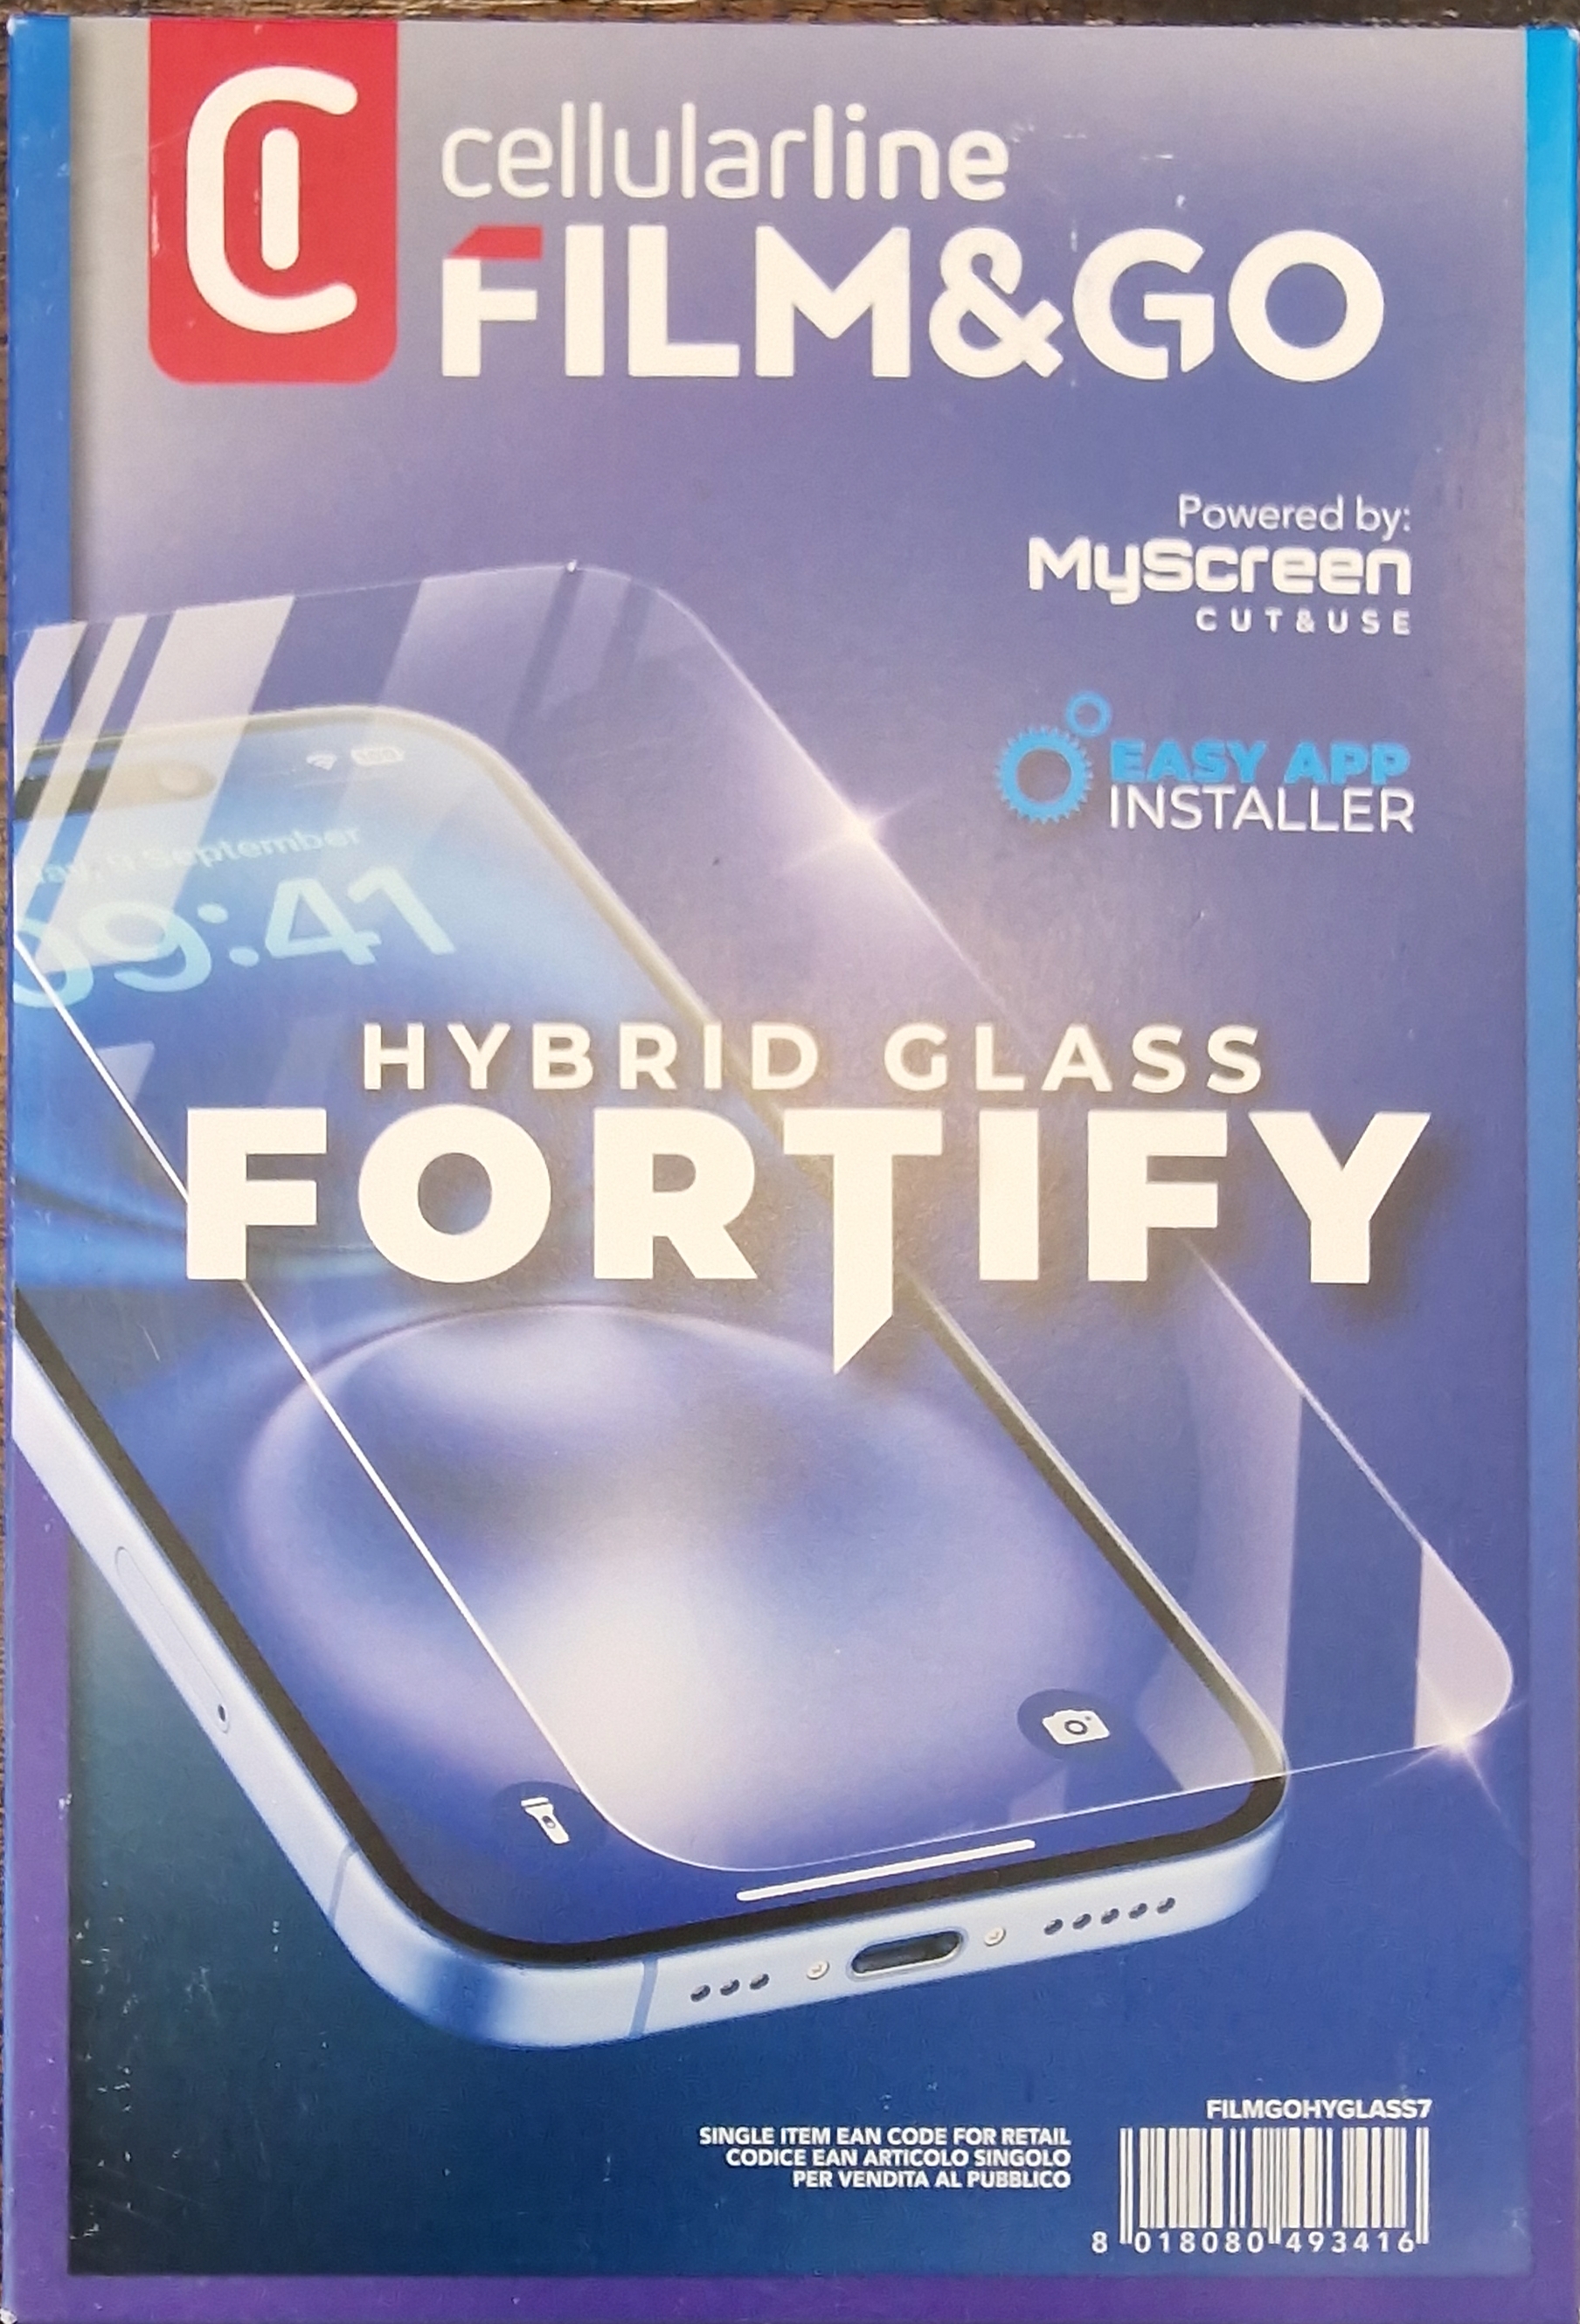 cellularline
FILM&GO
Powered by:
MyScreen
CUT&USE
EASY APP
INSTALLER
September
09:41
HYBRID GLASS
FORTIFY
FILMGOHYGLASS7
SINGLE ITEM EAN CODE FOR RETAIL
CODICE EAN ARTICOLO SINGOLO
PER VENDITA AL PUBBLICO
8 018080 493416